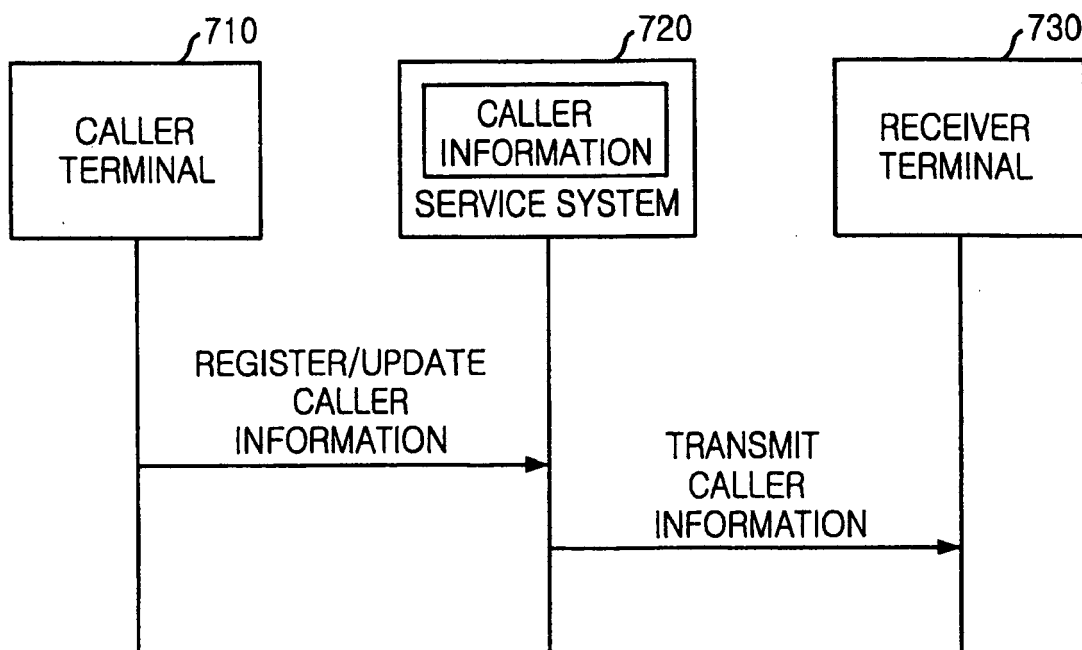 710
720
730
CALLER
TERMINAL
CALLER
INFORMATION
SERVICE SYSTEM
RECEIVER
TERMINAL
REGISTER/UPDATE
CALLER
INFORMATION
TRANSMIT
CALLER
INFORMATION